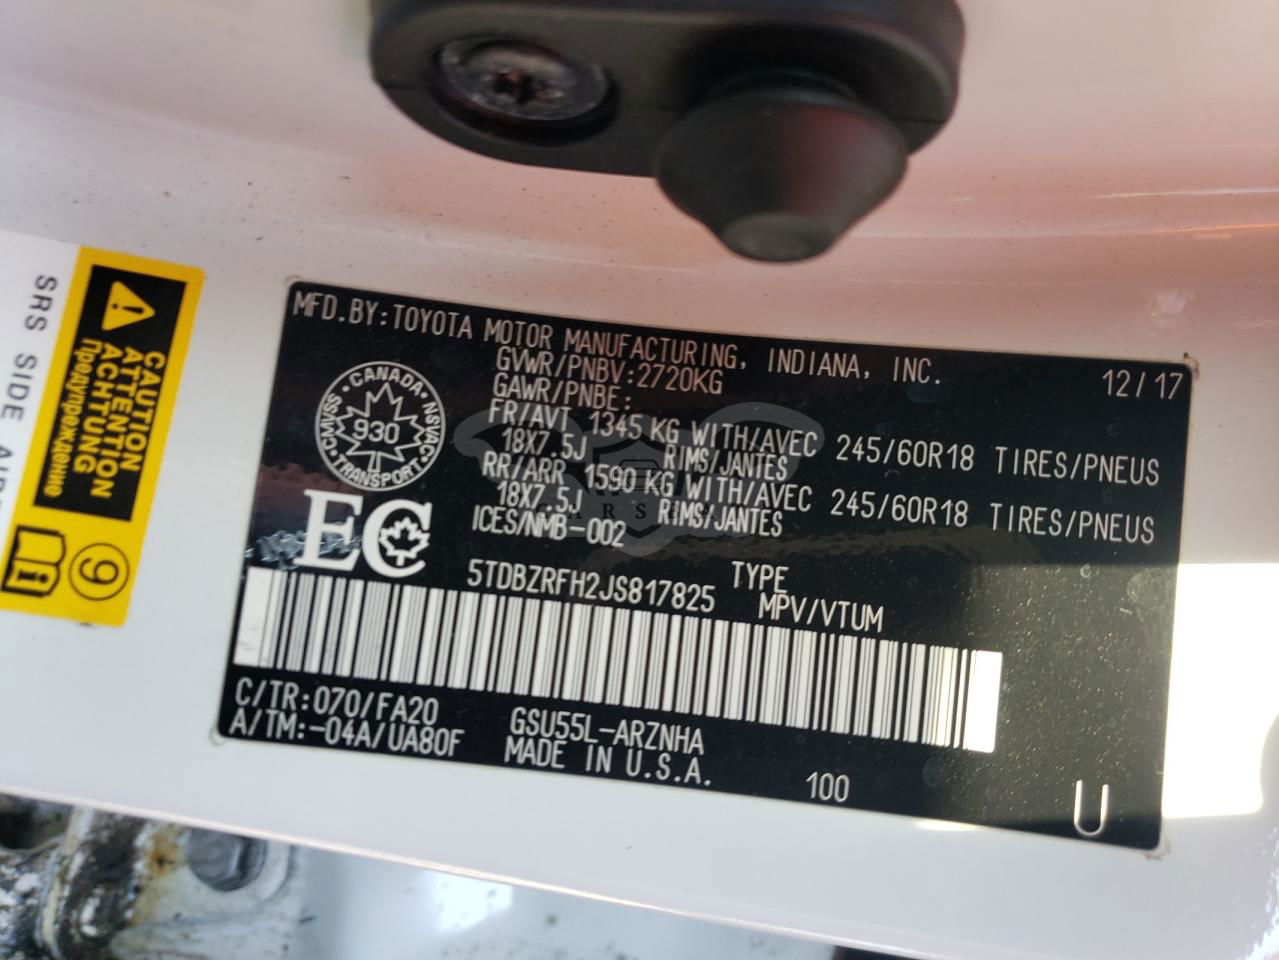 MFD.BY:TOYOTA MOTOR MANUFACTURING, INDIANA, INC. 12/17
GVWR/PNBV:2720KG
GAWR/PNBE:
FR/AVT 1345 KG WITH/AVEC 245/60R18 TIRES/PNEUS
18X7.5J RIMS/JANTES
RR/ARR 1590 KG WITH/AVEC 245/60R18 TIRES/PNEUS
18X7.5J RIMS/JANTES
ICES/NMB-002
CANADA
CMVSS NSVAC
930
TRANSPORT
EC
5TDBZRFH2JS817825 TYPE
MPV/VTUM
C/TR:070/FA20 GSU55L-ARZNHA
A/TM:-04A/UA80F MADE IN U.S.A.
100
U
CAUTION
ATTENTION
ACHTUNG
Предупреждение
9
SRS SIDE